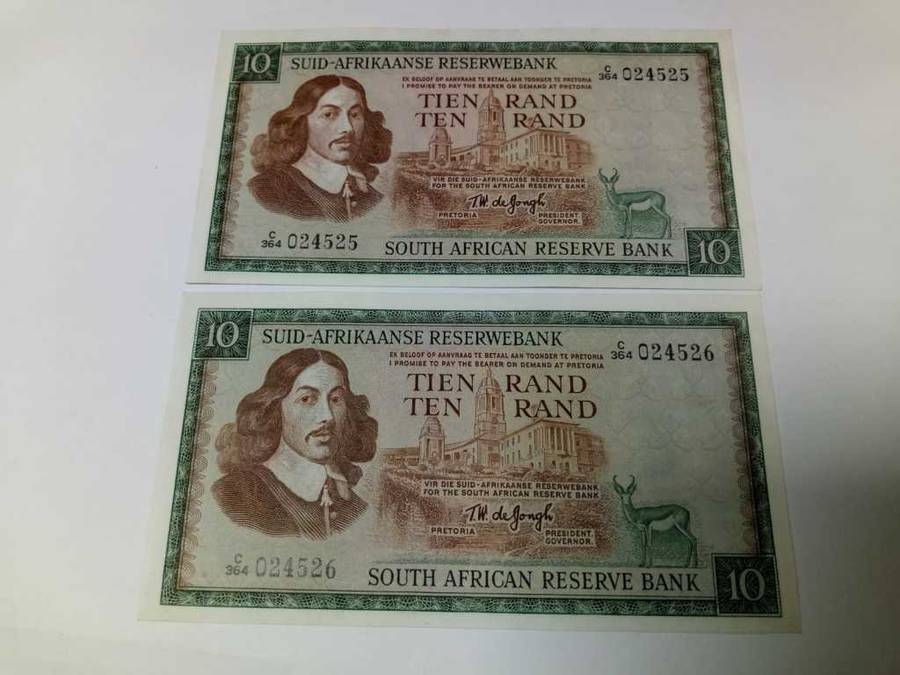 10 SUID-AFRIKAANSE RESERWEBANK
EK BELOOF OP AANVRAAG TE BETAAL AAN TOONDER TE PRETORIA
C/364 024525
I PROMISE TO PAY THE BEARER ON DEMAND AT PRETORIA
TIEN RAND
TEN RAND
VIR DIE SUID-AFRIKAANSE RESERWEBANK
FOR THE SOUTH AFRICAN RESERVE BANK
T.W. de Jongh
PRETORIA PRESIDENT.
GOVERNOR.
C/364 024525
SOUTH AFRICAN RESERVE BANK 10
10 SUID-AFRIKAANSE RESERWEBANK
EK BELOOF OP AANVRAAG TE BETAAL AAN TOONDER TE PRETORIA
C/364 024526
I PROMISE TO PAY THE BEARER ON DEMAND AT PRETORIA
TIEN RAND
TEN RAND
VIR DIE SUID-AFRIKAANSE RESERWEBANK
FOR THE SOUTH AFRICAN RESERVE BANK
T.W. de Jongh
PRETORIA PRESIDENT.
GOVERNOR.
C/364 024526
SOUTH AFRICAN RESERVE BANK 10